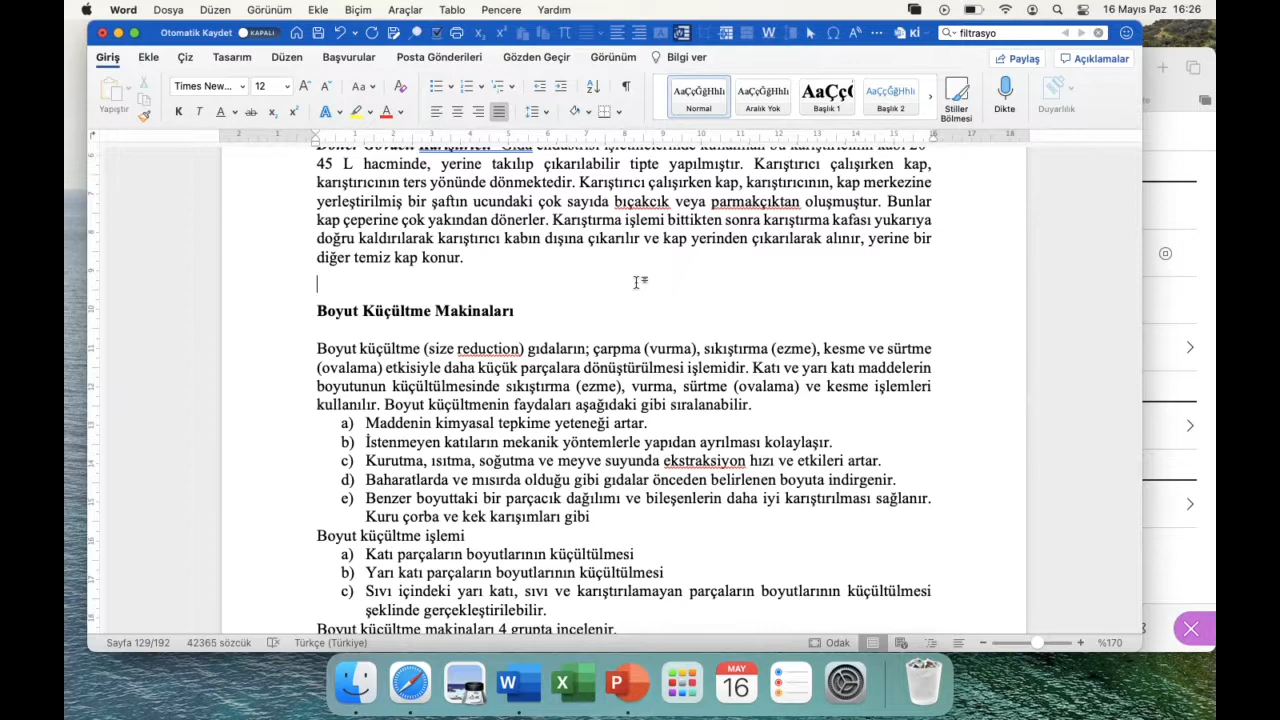 Word Dosya Düzen Görünüm Ekle Biçim Araçlar Tablo Pencere Yardım 16 Mayıs Paz 16:26
Otomatik Kaydet KAPALI Ki filtrasyo
Giriş Ekle Çiz Tasarım Düzen Başvurular Posta Gönderileri Gözden Geçir Görünüm Söyleyin Paylaş Açıklamalar
Times New... 12
Yapıştır
AaÇçĞğHhIı AaÇçĞğHhIı AaÇçĞ AaÇçĞğHhIı
Normal Aralık Yok Başlık 1 Başlık 2
Stiller Bölmesi Dikte Duyarlılık
45 L hacminde, yerine takılıp çıkarılabilir tipte yapılmıştır. Karıştırıcı çalışırken kap,
karıştırıcının ters yönünde dönmektedir. Karıştırıcı çalışırken kap, karıştırıcının, kap merkezine
yerleştirilmiş bir şaftın ucundaki çok sayıda bıçakcık veya parmakçıktan oluşmuştur. Bunlar
kap çeperine çok yakından dönerler. Karıştırma işlemi bittikten sonra karıştırma kafası yukarıya
doğru kaldırılarak karıştırıcı kabın dışına çıkarılır ve kap yerinden çıkarılarak alınır, yerine bir
diğer temiz kap konur.
Boyut Küçültme Makinaları
Boyut küçültme (size reduction) gıdaların, kırma (vurma), sıkıştırma (ezme), kesme ve sürtme
(ovalama) etkisiyle daha küçük parçalara dönüştürülmesi işlemidir. Katı ve yarı katı maddelerin
boyutunun küçültülmesinde sıkıştırma (ezme), vurma, sürtme (ovalama) ve kesme işlemleri
kullanılır. Boyut küçültmenin faydaları aşağıdaki gibi sıralanabilir.
- Maddenin kimyasal tepkime yeteneği artar.
- İstenmeyen katıların mekanik yöntemlerle yapıdan ayrılması kolaylaşır.
- Kurutma, ısıtma, soğutma ve meyve suyunda ekstraksiyon hızı ve etkileri artar.
- Baharatlarda ve nişasta olduğu gibi gıdalar önceden belirlenen boyuta indirgenir.
- Benzer boyuttaki bir parçacık dağılımı ve bileşenlerin daha iyi karıştırılması sağlanır.
Kuru çorba ve kek karışımları gibi
Boyut küçültme işlemi
a) Katı parçaların boyutlarının küçültülmesi
b) Yarı katı parçaların boyutlarının küçültülmesi
c) Sıvı içindeki yarı katı, sıvı ve karıştırılamayan parçaların boyutlarının küçültülmesi
şeklinde gerçekleştirilebilir.
Boyut küçültme makinaları 4 grupta incelenir.
Sayfa 129/192 42365 sözcük Türkçe (Türkiye) Odak %170
MAY
16